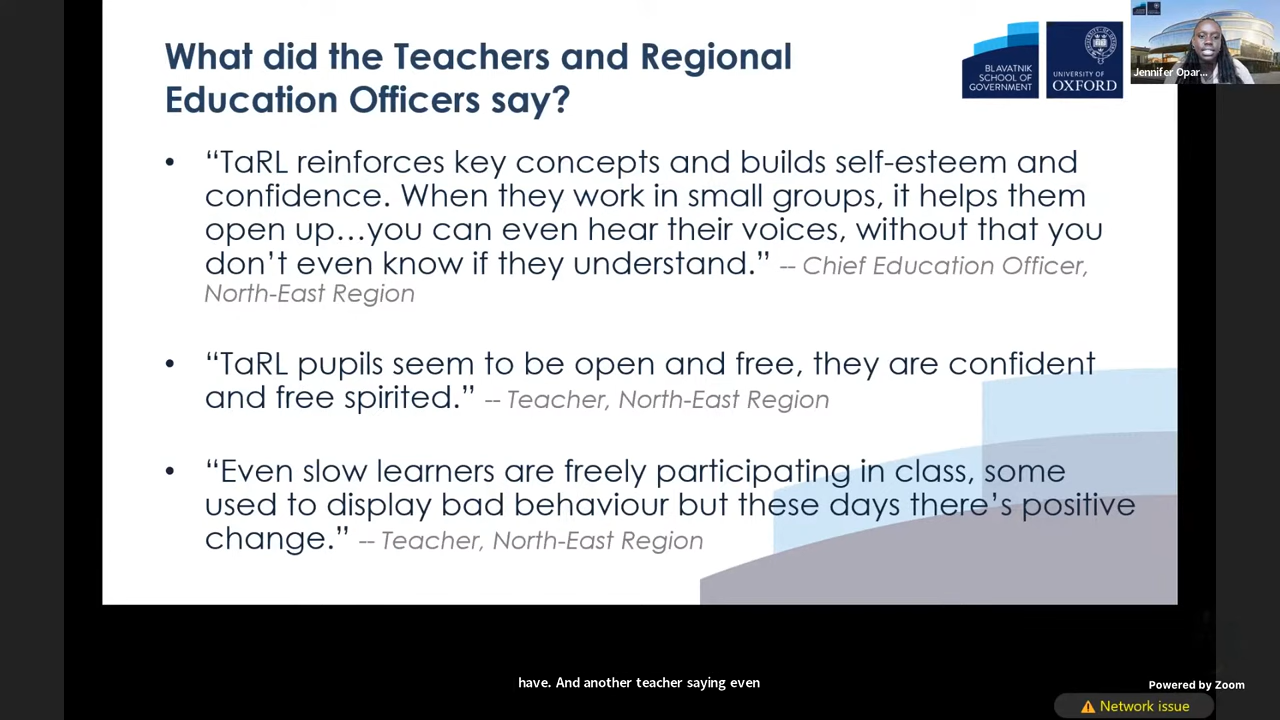 What did the Teachers and Regional
Education Officers say?
BLAVATNIK
SCHOOL OF
GOVERNMENT
UNIVERSITY OF
OXFORD
Jennifer Opar...
• “TaRL reinforces key concepts and builds self-esteem and
confidence. When they work in small groups, it helps them
open up…you can even hear their voices, without that you
don’t even know if they understand.” -- Chief Education Officer,
North-East Region
• “TaRL pupils seem to be open and free, they are confident
and free spirited.” -- Teacher, North-East Region
• “Even slow learners are freely participating in class, some
used to display bad behaviour but these days there’s positive
change.” -- Teacher, North-East Region
have. And another teacher saying even
Powered by Zoom
Network issue